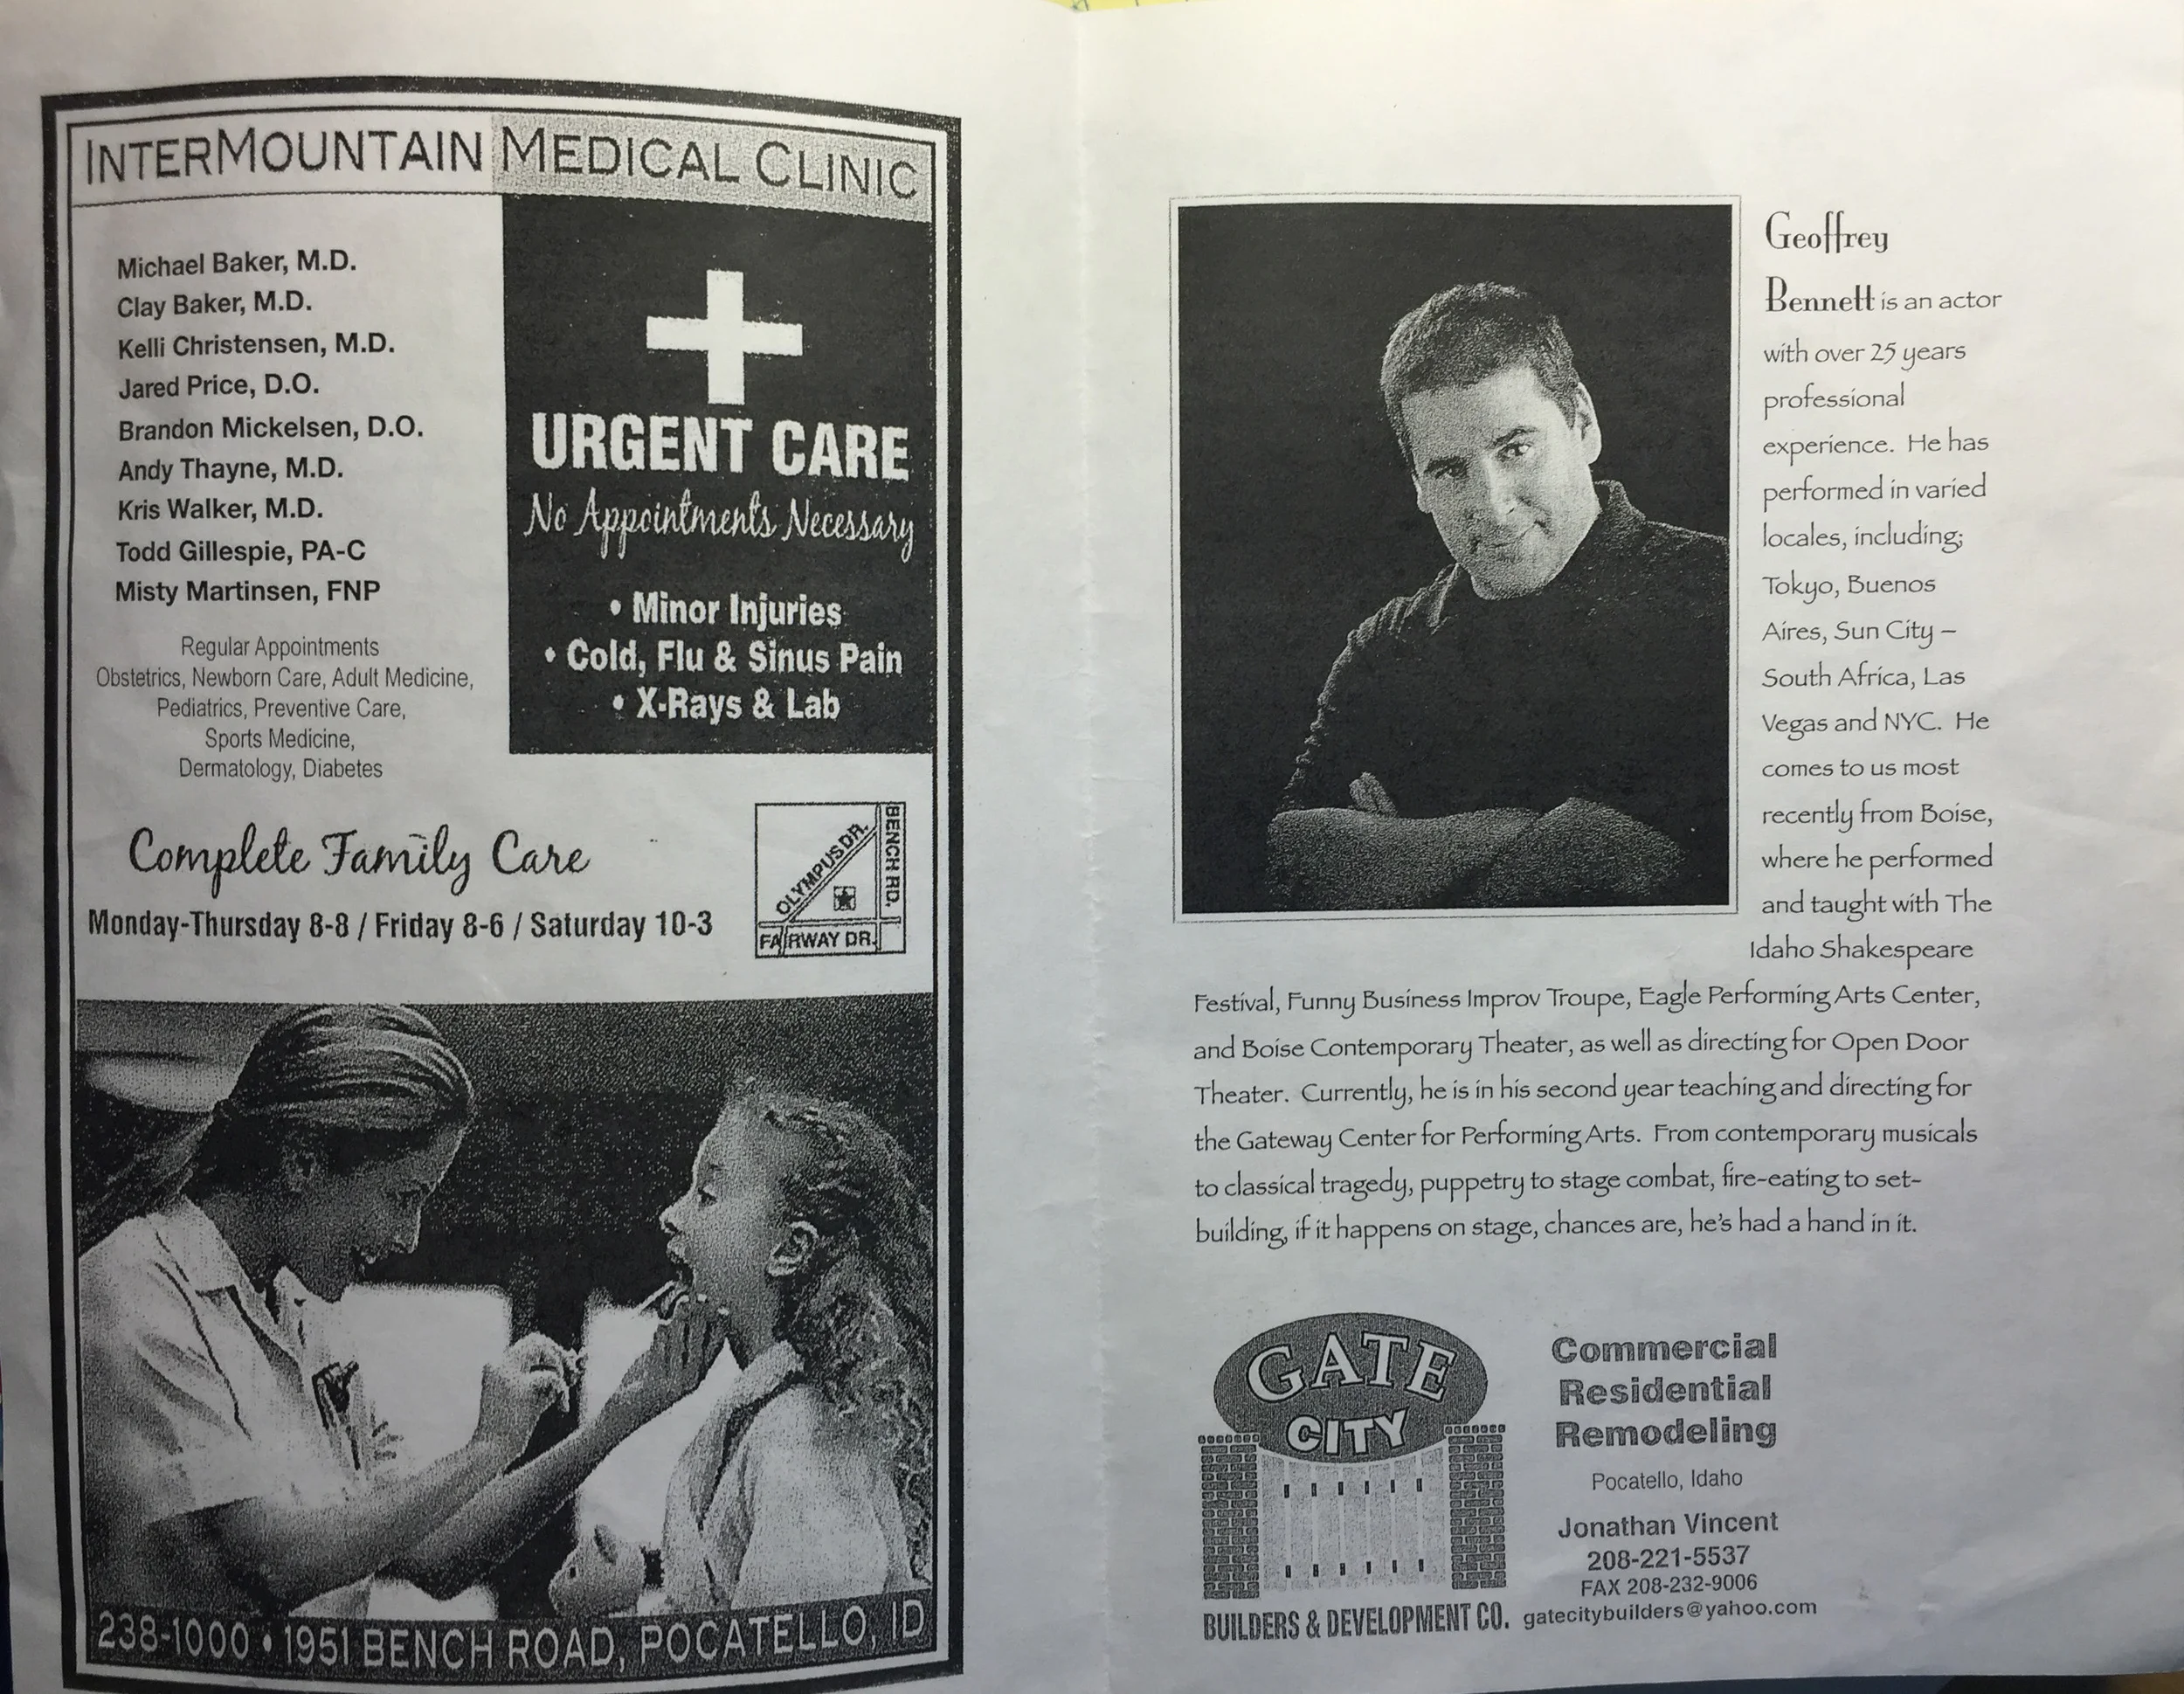 INTERMOUNTAIN MEDICAL CLINIC
Michael Baker, M.D.
Clay Baker, M.D.
Kelli Christensen, M.D.
Jared Price, D.O.
Brandon Mickelsen, D.O.
Andy Thayne, M.D.
Kris Walker, M.D.
Todd Gillespie, PA-C
Misty Martinsen, FNP
Regular Appointments
Obstetrics, Newborn Care, Adult Medicine,
Pediatrics, Preventive Care,
Sports Medicine,
Dermatology, Diabetes
URGENT CARE
No Appointments Necessary
• Minor Injuries
• Cold, Flu & Sinus Pain
• X-Rays & Lab
Complete Family Care
Monday-Thursday 8-8 / Friday 8-6 / Saturday 10-3
OLYMPUS DR.
BENCH RD.
FAIRWAY DR.
238-1000 • 1951 BENCH ROAD, POCATELLO, ID
Geoffrey
Bennett is an actor
with over 25 years
professional
experience. He has
performed in varied
locales, including;
Tokyo, Buenos
Aires, Sun City –
South Africa, Las
Vegas and NYC. He
comes to us most
recently from Boise,
where he performed
and taught with The
Idaho Shakespeare
Festival, Funny Business Improv Troupe, Eagle Performing Arts Center,
and Boise Contemporary Theater, as well as directing for Open Door
Theater. Currently, he is in his second year teaching and directing for
the Gateway Center for Performing Arts. From contemporary musicals
to classical tragedy, puppetry to stage combat, fire-eating to set-
building, if it happens on stage, chances are, he's had a hand in it.
GATE
CITY
BUILDERS & DEVELOPMENT CO.
Commercial
Residential
Remodeling
Pocatello, Idaho
Jonathan Vincent
208-221-5537
FAX 208-232-9006
gatecitybuilders@yahoo.com